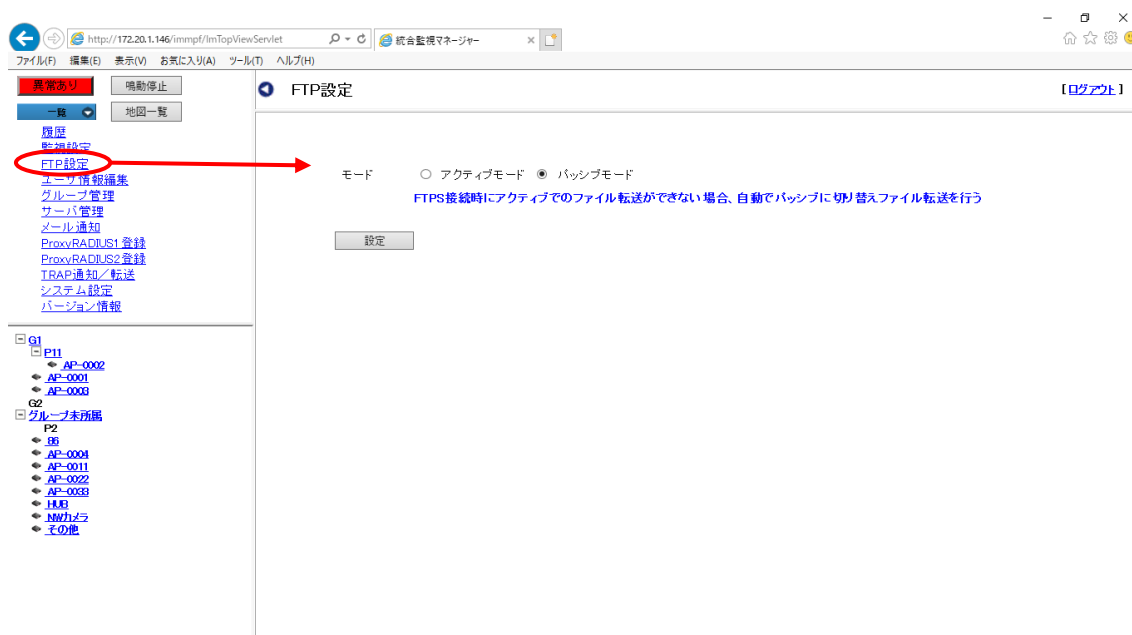 http://172.20.1.146/immpf/ImTopViewServlet
統合監視マネージャー
ファイル(F) 編集(E) 表示(V) お気に入り(A) ツール(T) ヘルプ(H)
異常あり 鳴動停止
一覧 地図一覧
履歴
監視設定
FTP設定
ユーザ情報編集
グループ管理
サーバ管理
メール通知
ProxyRADIUS1登録
ProxyRADIUS2登録
TRAP通知／転送
システム設定
バージョン情報
G1
P11
AP-0002
AP-0001
AP-0003
G2
グループ未所属
P2
86
AP-0004
AP-0011
AP-0022
AP-0033
HUB
NWカメラ
その他
FTP設定
[ログアウト]
モード アクティブモード パッシブモード
FTPS接続時にアクティブでのファイル転送ができない場合、自動でパッシブに切り替えファイル転送を行う
設定